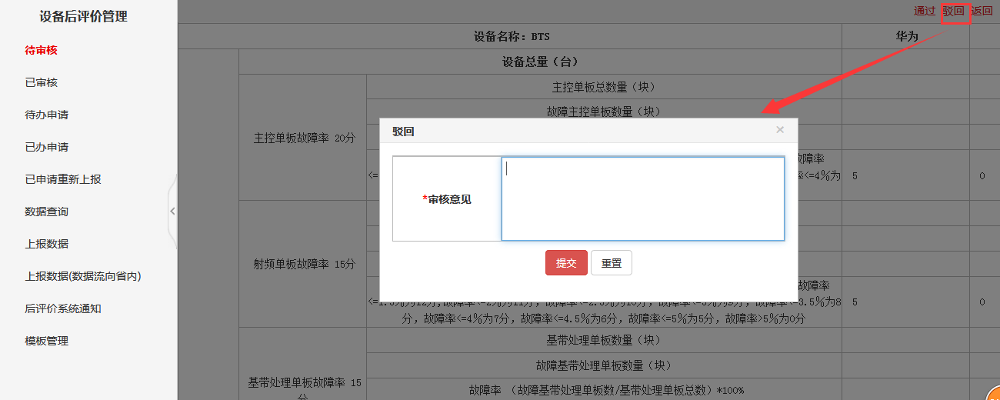 设备后评价管理
待审核
已审核
待办申请
已办申请
已申请重新上报
数据查询
上报数据
上报数据(数据流向省内)
后评价系统通知
模板管理
通过 驳回 返回
设备名称: BTS 华为
设备总量（台）
主控单板故障率 20分
主控单板总数量（块）
故障主控单板数量（块）
故障率
<=
率<=4%为 5 0
驳回 ×
*审核意见
提交 重置
射频单板故障率 15分
故障率
<=1.5%为12分,故障率<=2%为11分, 故障率<=2.5%为10分, 故障率<=3%为9分, 故障率<=3.5%为8 5 0
分, 故障率<=4%为7分, 故障率<=4.5%为6分, 故障率<=5%为5分, 故障率>5%为0分
基带处理单板故障率 15
分
基带处理单板数量（块）
故障基带处理单板数量（块）
故障率 （故障基带处理单板数/基带处理单板总数）*100%